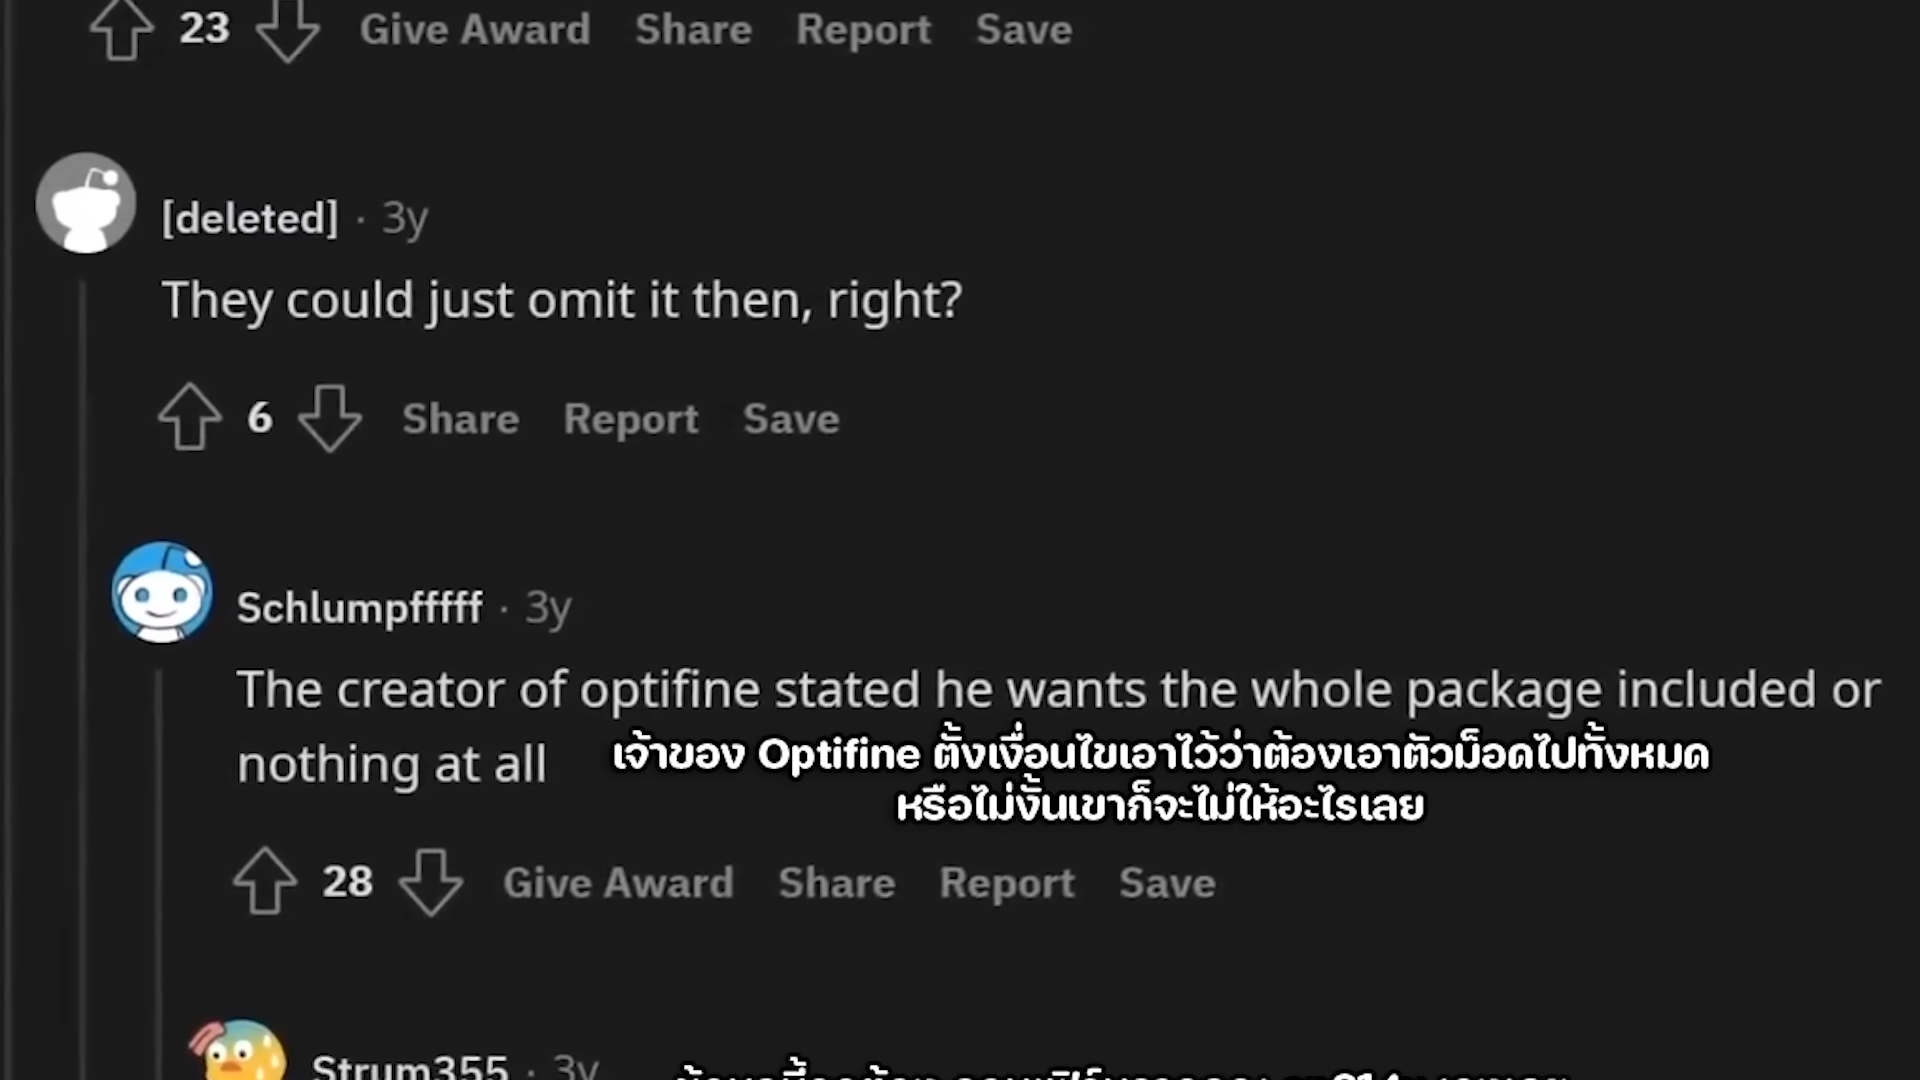 23 Give Award Share Report Save
[deleted] · 3y
They could just omit it then, right?
6 Share Report Save
Schlumpfffff · 3y
The creator of optifine stated he wants the whole package included or
nothing at all
เจ้าของ Optifine ตั้งเงื่อนไขเอาไว้ว่าต้องเอาตัวม็อดไปทั้งหมด
หรือไม่งั้นเขาก็จะไม่ให้อะไรเลย
28 Give Award Share Report Save
Strum355 · 3y